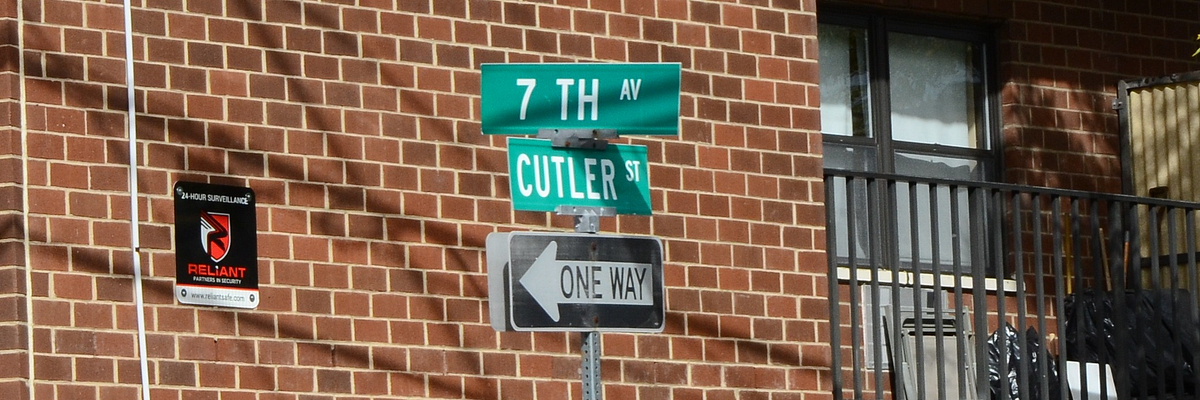 7 TH AV
CUTLER ST
ONE WAY
24-HOUR SURVEILLANCE
RELIANT
PARTNERS IN SECURITY
www.reliantsafe.com